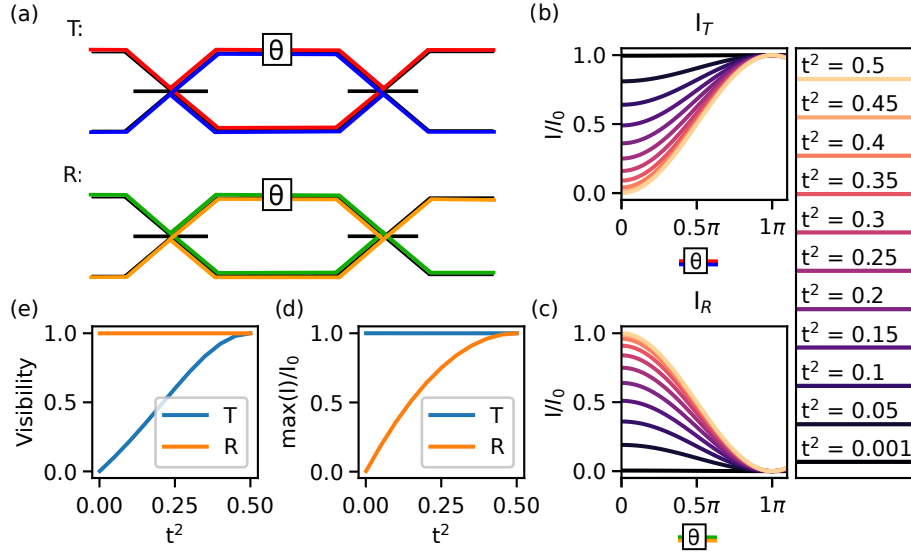 (a)
T:
θ
R:
θ
(b)
I_T
I/I_0
1.0
0.5
0.0
0
0.5π
1π
θ
t² = 0.5
t² = 0.45
t² = 0.4
t² = 0.35
t² = 0.3
t² = 0.25
t² = 0.2
t² = 0.15
t² = 0.1
t² = 0.05
t² = 0.001
(e)
Visibility
1.0
0.5
0.0
0.00
0.25
0.50
t²
T
R
(d)
max(I)/I_0
1.0
0.5
0.0
0.00
0.25
0.50
t²
T
R
(c)
I_R
I/I_0
1.0
0.5
0.0
0
0.5π
1π
θ